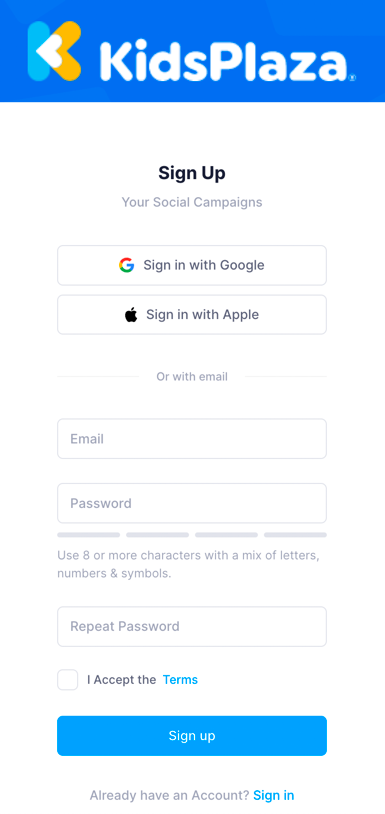 KidsPlaza
Sign Up
Your Social Campaigns
Sign in with Google
Sign in with Apple
Or with email
Email
Password
Use 8 or more characters with a mix of letters,
numbers & symbols.
Repeat Password
I Accept the Terms
Sign up
Already have an Account? Sign in